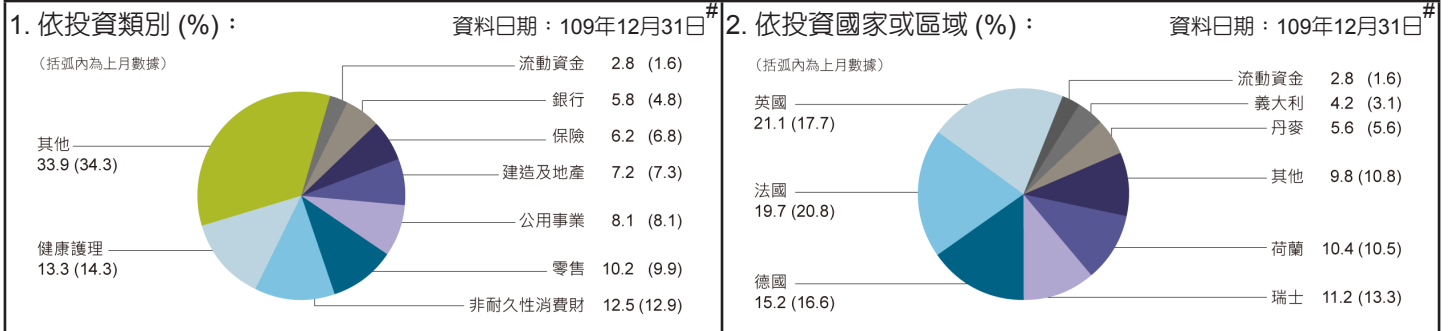 1. 依投資類別 (%)：
資料日期：109年12月31日#
（括弧內為上月數據）
流動資金 2.8 (1.6)
銀行 5.8 (4.8)
保險 6.2 (6.8)
建造及地產 7.2 (7.3)
公用事業 8.1 (8.1)
零售 10.2 (9.9)
非耐久性消費財 12.5 (12.9)
健康護理
13.3 (14.3)
其他
33.9 (34.3)
2. 依投資國家或區域 (%)：
資料日期：109年12月31日#
（括弧內為上月數據）
流動資金 2.8 (1.6)
義大利 4.2 (3.1)
丹麥 5.6 (5.6)
其他 9.8 (10.8)
荷蘭 10.4 (10.5)
瑞士 11.2 (13.3)
德國
15.2 (16.6)
法國
19.7 (20.8)
英國
21.1 (17.7)